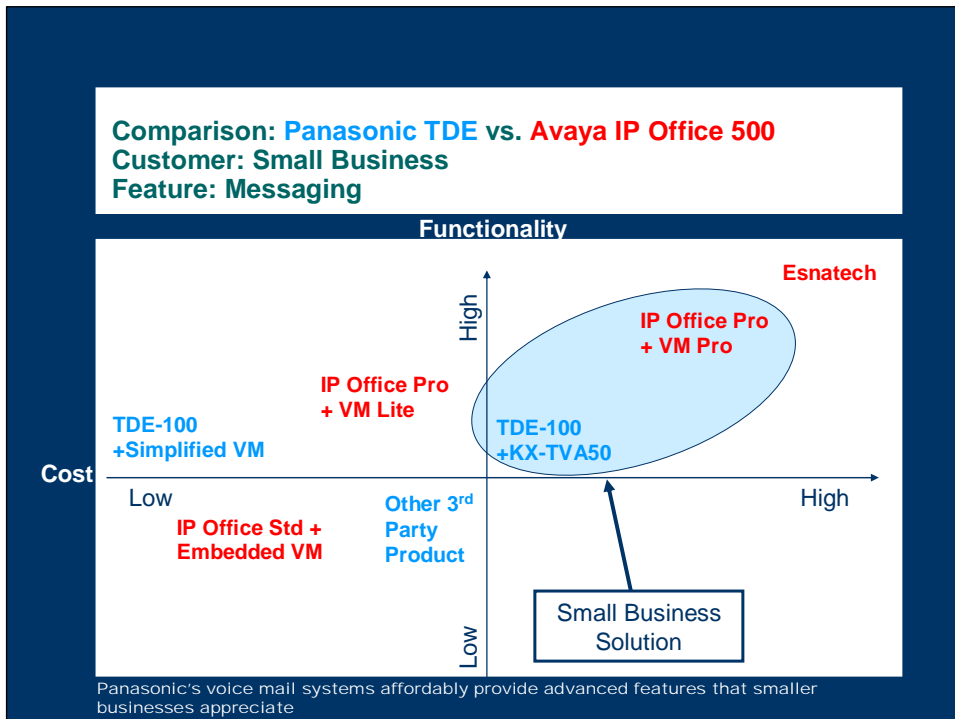 Comparison: Panasonic TDE vs. Avaya IP Office 500
Customer: Small Business
Feature: Messaging
Functionality
Esnatech
High
IP Office Pro
+ VM Pro
IP Office Pro
+ VM Lite
TDE-100
+Simplified VM
TDE-100
+KX-TVA50
Cost
Low
High
Other 3rd
Party
Product
IP Office Std +
Embedded VM
Small Business
Solution
Low
Panasonic's voice mail systems affordably provide advanced features that smaller
businesses appreciate